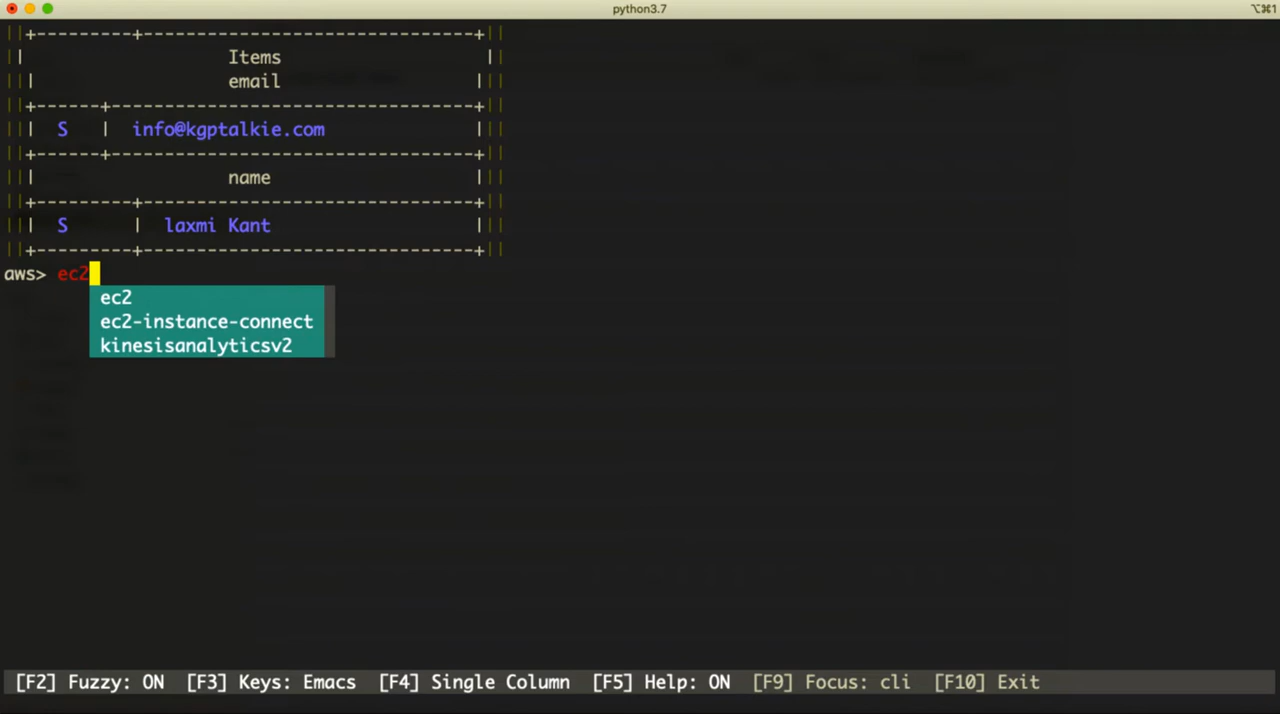 python3.7
⌥⌘1
||+---------+--------------------------------+||
|| Items ||
||| email |||
||+------+-----------------------------------+||
||| S | info@kgptalkie.com |||
||+------+-----------------------------------+||
||| name |||
||+---------+--------------------------------+||
||| S | laxmi Kant |||
||+---------+--------------------------------+||
aws> ec2
ec2
ec2-instance-connect
kinesisanalyticsv2
[F2] Fuzzy: ON [F3] Keys: Emacs [F4] Single Column [F5] Help: ON [F9] Focus: cli [F10] Exit